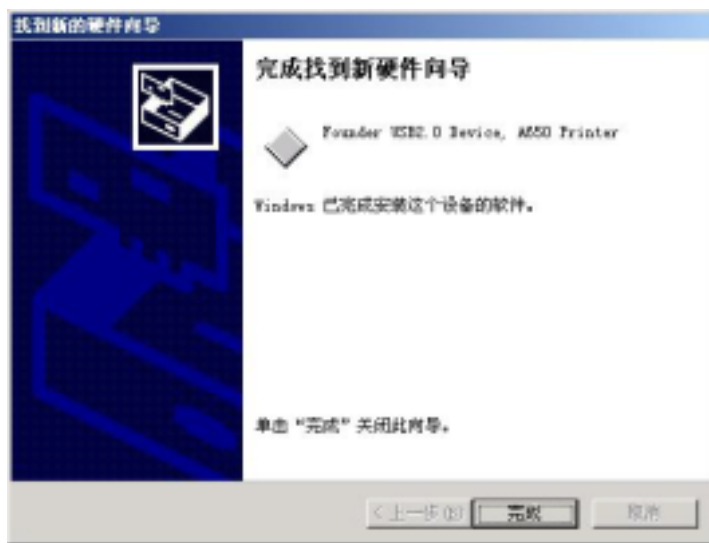 找到新的硬件向导
完成找到新硬件向导
Founder USB2.0 Device, A650 Printer
Windows 已完成安装这个设备的软件。
单击“完成”关闭此向导。
< 上一步(B)
完成
取消